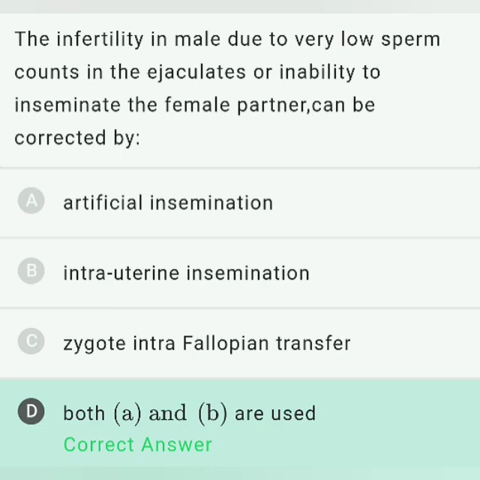 The infertility in male due to very low sperm
counts in the ejaculates or inability to
inseminate the female partner,can be
corrected by:
A artificial insemination
B intra-uterine insemination
C zygote intra Fallopian transfer
D both (a) and (b) are used
Correct Answer